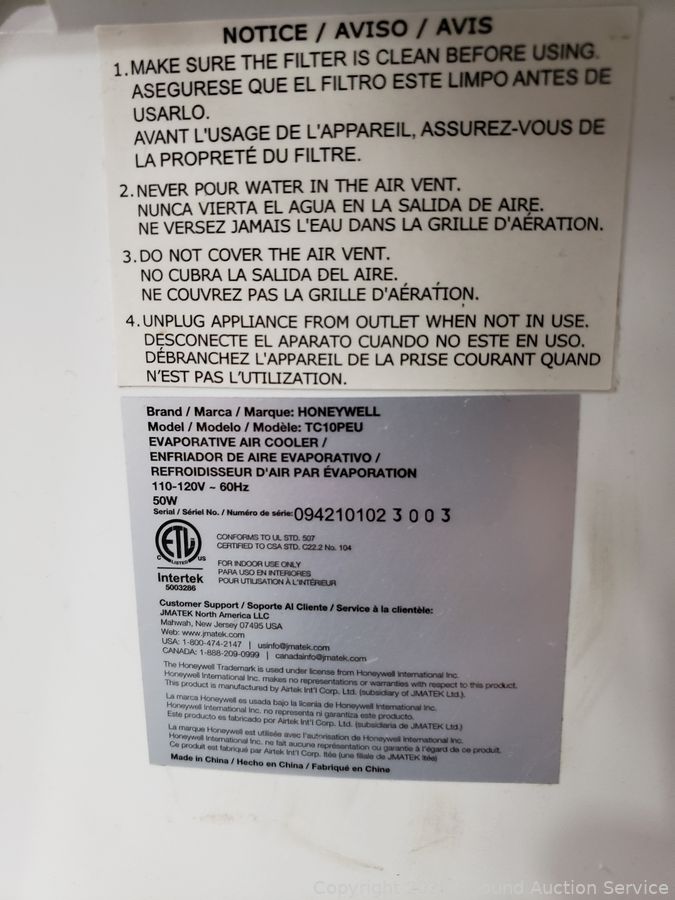 NOTICE / AVISO / AVIS
1. MAKE SURE THE FILTER IS CLEAN BEFORE USING.
ASEGURESE QUE EL FILTRO ESTE LIMPO ANTES DE
USARLO.
AVANT L'USAGE DE L'APPAREIL, ASSUREZ-VOUS DE
LA PROPRETÉ DU FILTRE.
2. NEVER POUR WATER IN THE AIR VENT.
NUNCA VIERTA EL AGUA EN LA SALIDA DE AIRE.
NE VERSEZ JAMAIS L'EAU DANS LA GRILLE D'AÉRATION.
3. DO NOT COVER THE AIR VENT.
NO CUBRA LA SALIDA DEL AIRE.
NE COUVREZ PAS LA GRILLE D'AÉRATION.
4. UNPLUG APPLIANCE FROM OUTLET WHEN NOT IN USE.
DESCONECTE EL APARATO CUANDO NO ESTE EN USO.
DÉBRANCHEZ L'APPAREIL DE LA PRISE COURANT QUAND
N'EST PAS L'UTILIZATION.
Brand / Marca / Marque: HONEYWELL
Model / Modelo / Modèle: TC10PEU
EVAPORATIVE AIR COOLER /
ENFRIADOR DE AIRE EVAPORATIVO /
REFROIDISSEUR D'AIR PAR ÉVAPORATION
110-120V ~ 60Hz
50W
Serial / Sériel No. / Numéro de série: 094210102 3003
ETL
C LISTED US
Intertek
5003286
CONFORMS TO UL STD. 507
CERTIFIED TO CSA STD. C22.2 No. 104
FOR INDOOR USE ONLY
PARA USO EN INTERIORES
POUR UTILISATION À L'INTÉRIEUR
Customer Support / Soporte Al Cliente / Service à la clientèle:
JMATEK North America LLC
Mahwah, New Jersey 07495 USA
Web: www.jmatek.com
USA: 1-800-474-2147 | usinfo@jmatek.com
CANADA: 1-888-209-0999 | canadainfo@jmatek.com
The Honeywell Trademark is used under license from Honeywell International Inc.
Honeywell International Inc. makes no representations or warranties with respect to this product.
This product is manufactured by Airtek Int'l Corp. Ltd. (subsidiary of JMATEK Ltd.).
La marca Honeywell es usada bajo la licenia de Honeywell International Inc.
Honeywell International Inc. no representa ni garantiza este producto.
Este producto es fabricado por Airtek Int'l Corp. Ltd. (subsidiaria de JMATEK Ltd.)
La marque Honeywell est utilisée avec l'autorisation de Honeywell International Inc.
Honeywell International Inc. ne fait aucune représentation ou garantie à l'égard de ce produit.
Ce produit est fabriqué par Airtek Int'l Corp. ltée (une filiale de JMATEK ltée)
Made in China / Hecho en China / Fabriqué en Chine
Copyright Auction Service